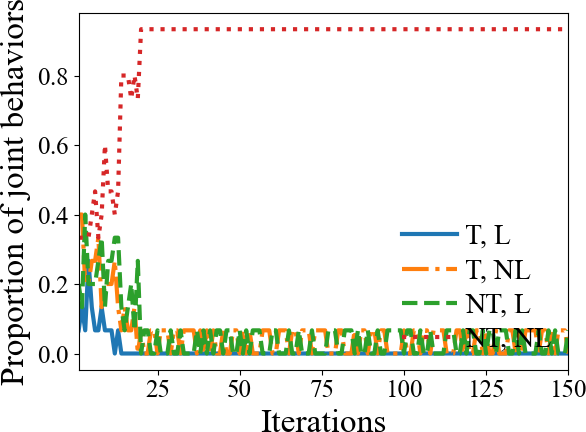 Proportion of joint behaviors
0.8
0.6
0.4
0.2
0.0
T, L
T, NL
NT, L
NT, NL
25
50
75
100
125
150
Iterations